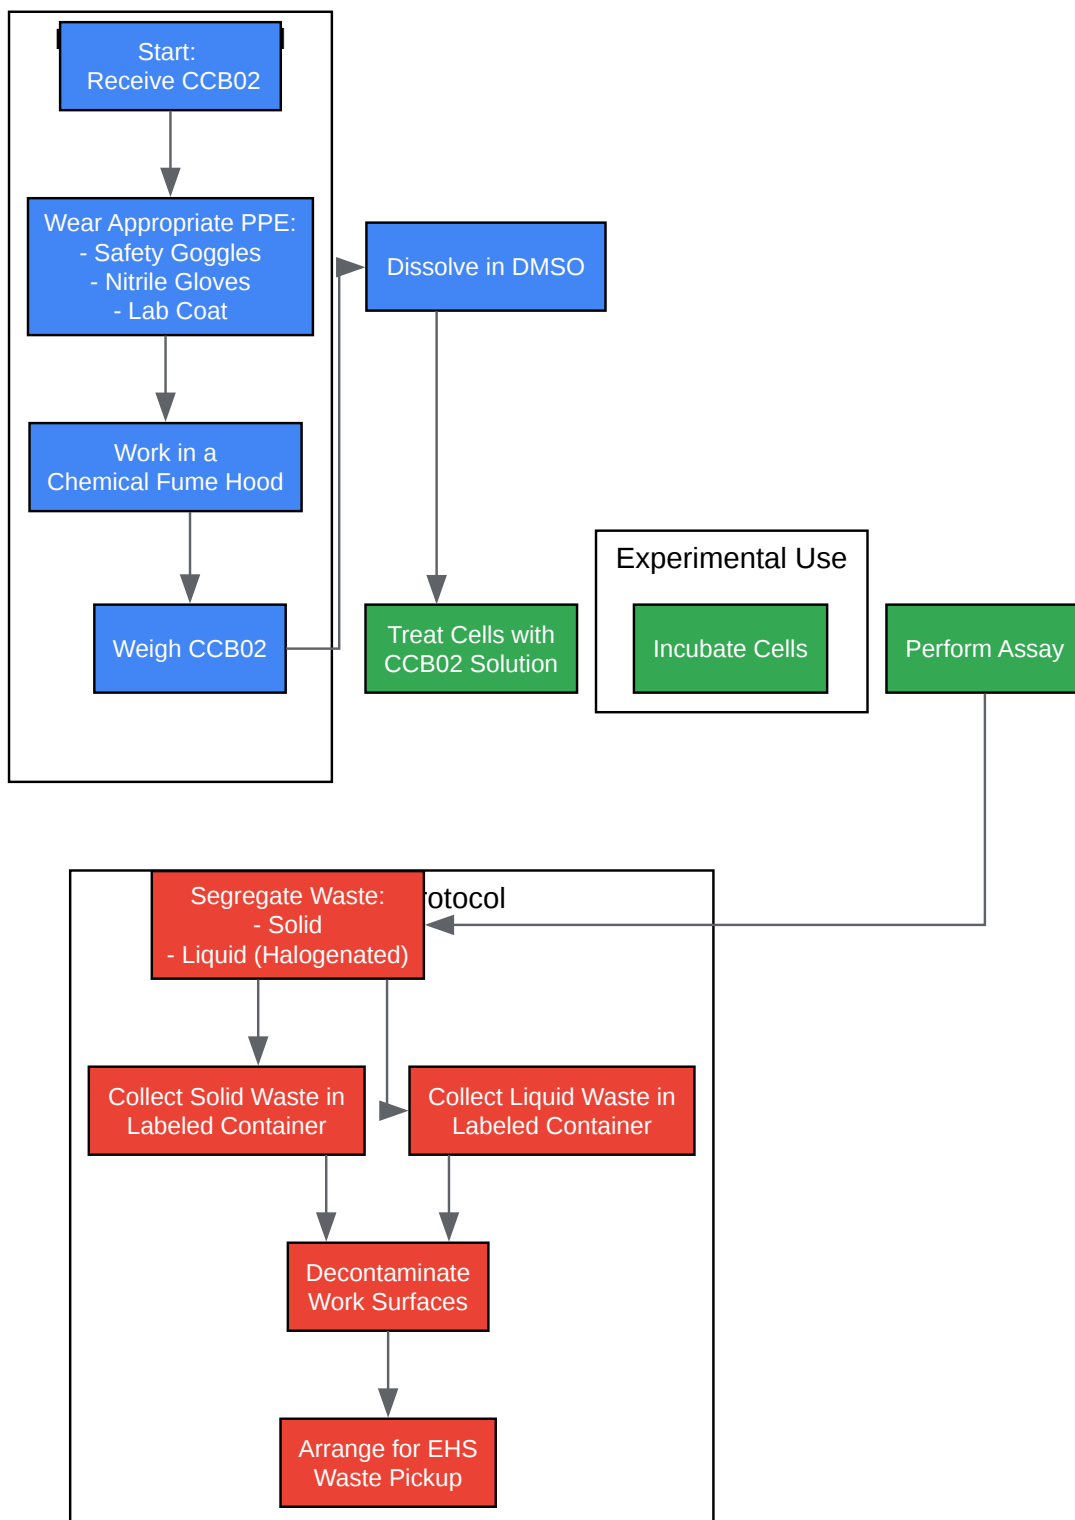 Start:
Receive CCB02
Wear Appropriate PPE:
- Safety Goggles
- Nitrile Gloves
- Lab Coat
Work in a
Chemical Fume Hood
Weigh CCB02
Dissolve in DMSO
Treat Cells with
CCB02 Solution
Experimental Use
Incubate Cells
Perform Assay
Segregate Waste:
- Solid
- Liquid (Halogenated)
Collect Solid Waste in
Labeled Container
Collect Liquid Waste in
Labeled Container
Decontaminate
Work Surfaces
Arrange for EHS
Waste Pickup